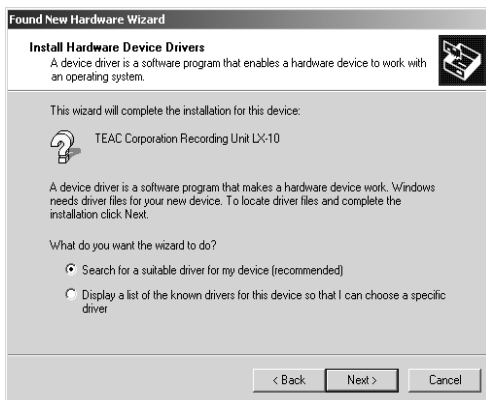 Found New Hardware Wizard
Install Hardware Device Drivers
A device driver is a software program that enables a hardware device to work with
an operating system.
This wizard will complete the installation for this device:
TEAC Corporation Recording Unit LX-10
A device driver is a software program that makes a hardware device work. Windows
needs driver files for your new device. To locate driver files and complete the
installation click Next.
What do you want the wizard to do?
Search for a suitable driver for my device (recommended)
Display a list of the known drivers for this device so that I can choose a specific
driver
< Back
Next >
Cancel